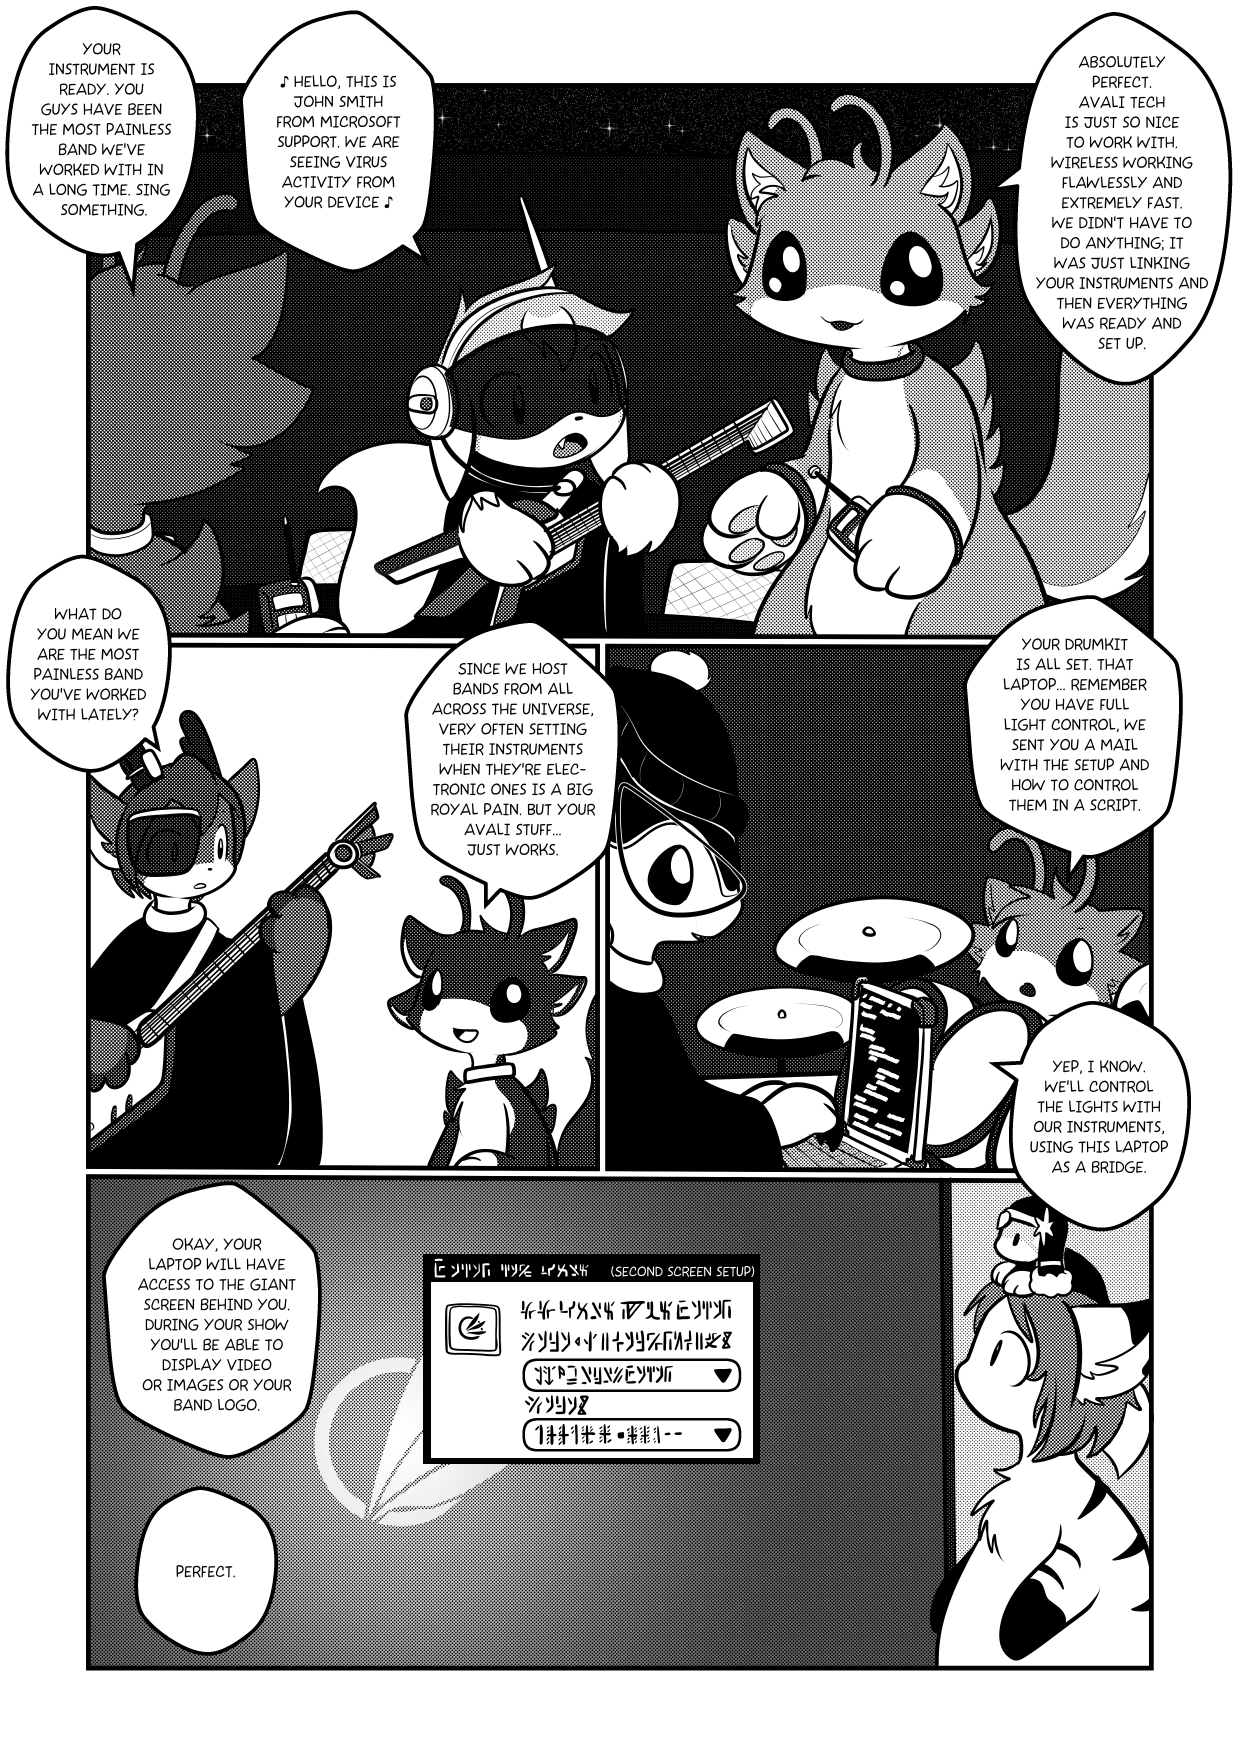 YOUR
INSTRUMENT IS
READY. YOU
GUYS HAVE BEEN
THE MOST PAINLESS
BAND WE'VE
WORKED WITH IN
A LONG TIME. SING
SOMETHING.
♪ HELLO, THIS IS
JOHN SMITH
FROM MICROSOFT
SUPPORT. WE ARE
SEEING VIRUS
ACTIVITY FROM
YOUR DEVICE ♪
ABSOLUTELY
PERFECT.
AVALI TECH
IS JUST SO NICE
TO WORK WITH.
WIRELESS WORKING
FLAWLESSLY AND
EXTREMELY FAST.
WE DIDN'T HAVE TO
DO ANYTHING; IT
WAS JUST LINKING
YOUR INSTRUMENTS AND
THEN EVERYTHING
WAS READY AND
SET UP.
WHAT DO
YOU MEAN WE
ARE THE MOST
PAINLESS BAND
YOU'VE WORKED
WITH LATELY?
SINCE WE HOST
BANDS FROM ALL
ACROSS THE UNIVERSE,
VERY OFTEN SETTING
THEIR INSTRUMENTS
WHEN THEY'RE ELEC-
TRONIC ONES IS A BIG
ROYAL PAIN. BUT YOUR
AVALI STUFF...
JUST WORKS.
YOUR DRUMKIT
IS ALL SET. THAT
LAPTOP... REMEMBER
YOU HAVE FULL
LIGHT CONTROL, WE
SENT YOU A MAIL
WITH THE SETUP AND
HOW TO CONTROL
THEM IN A SCRIPT.
YEP, I KNOW.
WE'LL CONTROL
THE LIGHTS WITH
OUR INSTRUMENTS,
USING THIS LAPTOP
AS A BRIDGE.
OKAY, YOUR
LAPTOP WILL HAVE
ACCESS TO THE GIANT
SCREEN BEHIND YOU.
DURING YOUR SHOW
YOU'LL BE ABLE TO
DISPLAY VIDEO
OR IMAGES OR YOUR
BAND LOGO.
(SECOND SCREEN SETUP)
PERFECT.